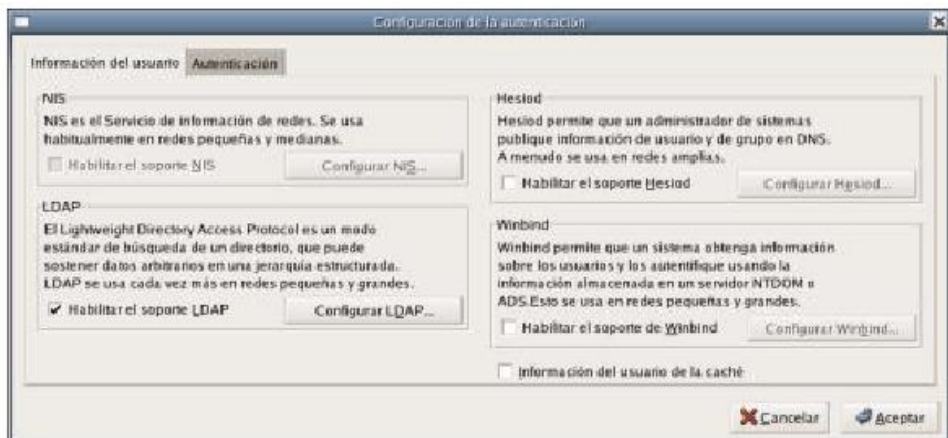 Configuración de la autenticación
Información del usuario
Autenticación
NIS
NIS es el Servicio de información de redes. Se usa
habitualmente en redes pequeñas y medianas.
Habilitar el soporte NIS
Configurar NIS...
LDAP
El Lightweight Directory Access Protocol es un modo
estándar de búsqueda de un directorio, que puede
sostener datos arbitrarios en una jerarquía estructurada.
LDAP se usa cada vez más en redes pequeñas y grandes.
Habilitar el soporte LDAP
Configurar LDAP...
Hesiod
Hesiod permite que un administrador de sistemas
publique información de usuario y de grupo en DNS.
A menudo se usa en redes amplias.
Habilitar el soporte Hesiod
Configurar Hesiod...
Winbind
Winbind permite que un sistema obtenga información
sobre los usuarios y los autentifique usando la
información almacenada en un servidor NTDOM o
ADS.Esto se usa en redes pequeñas y grandes.
Habilitar el soporte de Winbind
Configurar Winbind...
Información del usuario de la caché
Cancelar
Aceptar